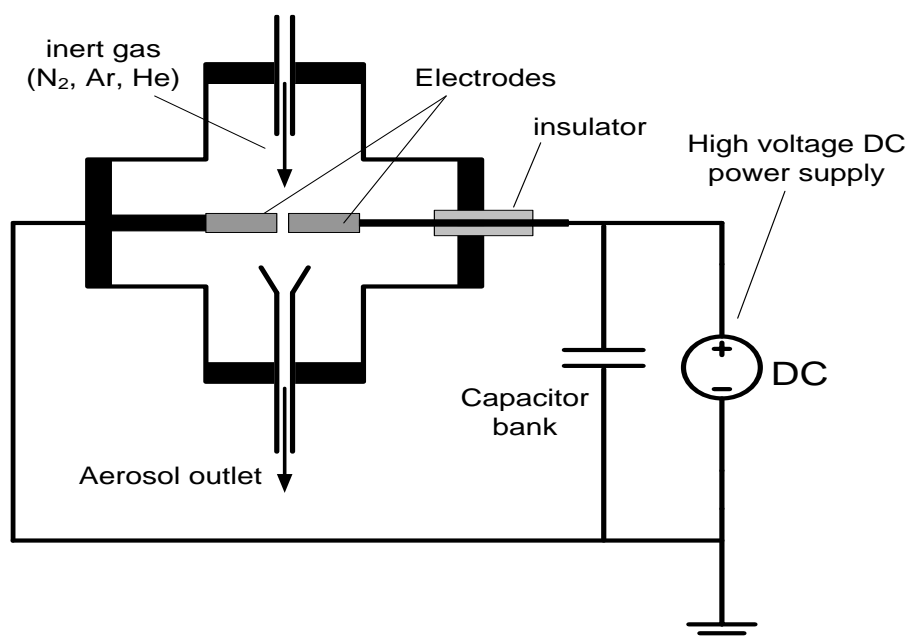 inert gas
(N₂, Ar, He)
Electrodes
insulator
High voltage DC
power supply
+
−
DC
Capacitor
bank
Aerosol outlet